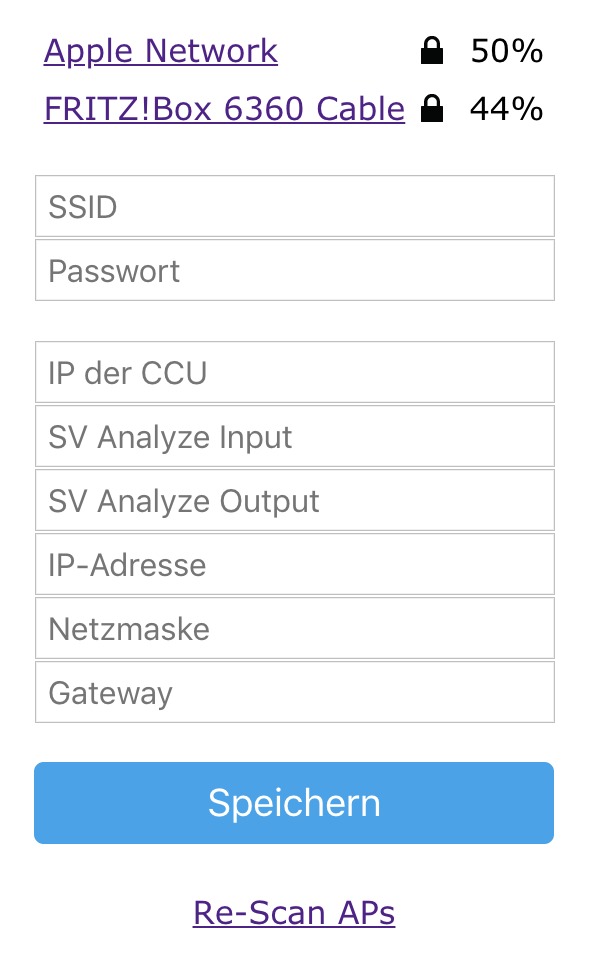 Apple Network 50%
FRITZ!Box 6360 Cable 44%
SSID
Passwort
IP der CCU
SV Analyze Input
SV Analyze Output
IP-Adresse
Netzmaske
Gateway
Speichern
Re-Scan APs